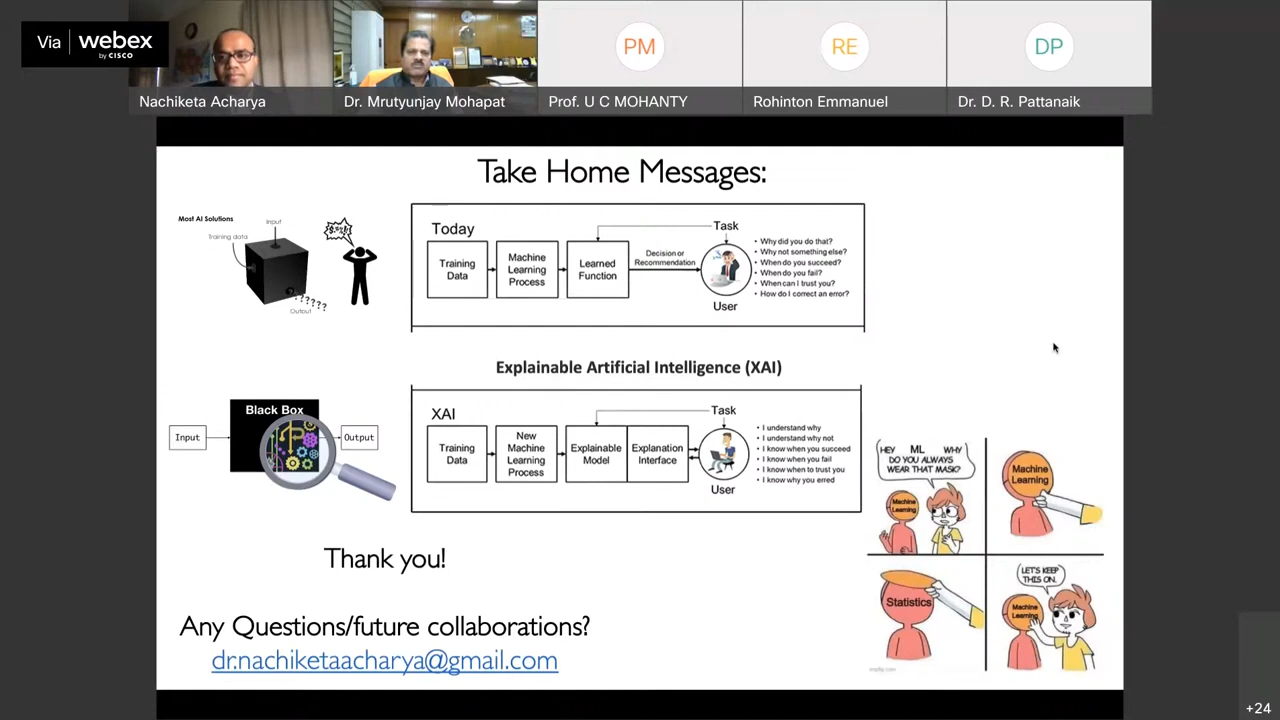 Via webex
by CISCO
Nachiketa Acharya
Dr. Mrutyunjay Mohapat
PM
Prof. U C MOHANTY
RE
Rohinton Emmanuel
DP
Dr. D. R. Pattanaik
Take Home Messages:
Most AI Solutions
Input
Training data
??????
Output
Today
Training
Data
Machine
Learning
Process
Learned
Function
Decision or
Recommendation
Task
User
• Why did you do that?
• Why not something else?
• When do you succeed?
• When do you fail?
• When can I trust you?
• How do I correct an error?
Explainable Artificial Intelligence (XAI)
Input
Black Box
Output
XAI
Training
Data
New
Machine
Learning
Process
Explainable
Model
Explanation
Interface
Task
User
• I understand why
• I understand why not
• I know when you succeed
• I know when you fail
• I know when to trust you
• I know why you erred
HEY ML WHY
DO YOU ALWAYS
WEAR THAT MASK?
Machine
Learning
Machine
Learning
Statistics
LET'S KEEP
THIS ON.
Machine
Learning
imgflip.com
Thank you!
Any Questions/future collaborations?
dr.nachiketaacharya@gmail.com
+24